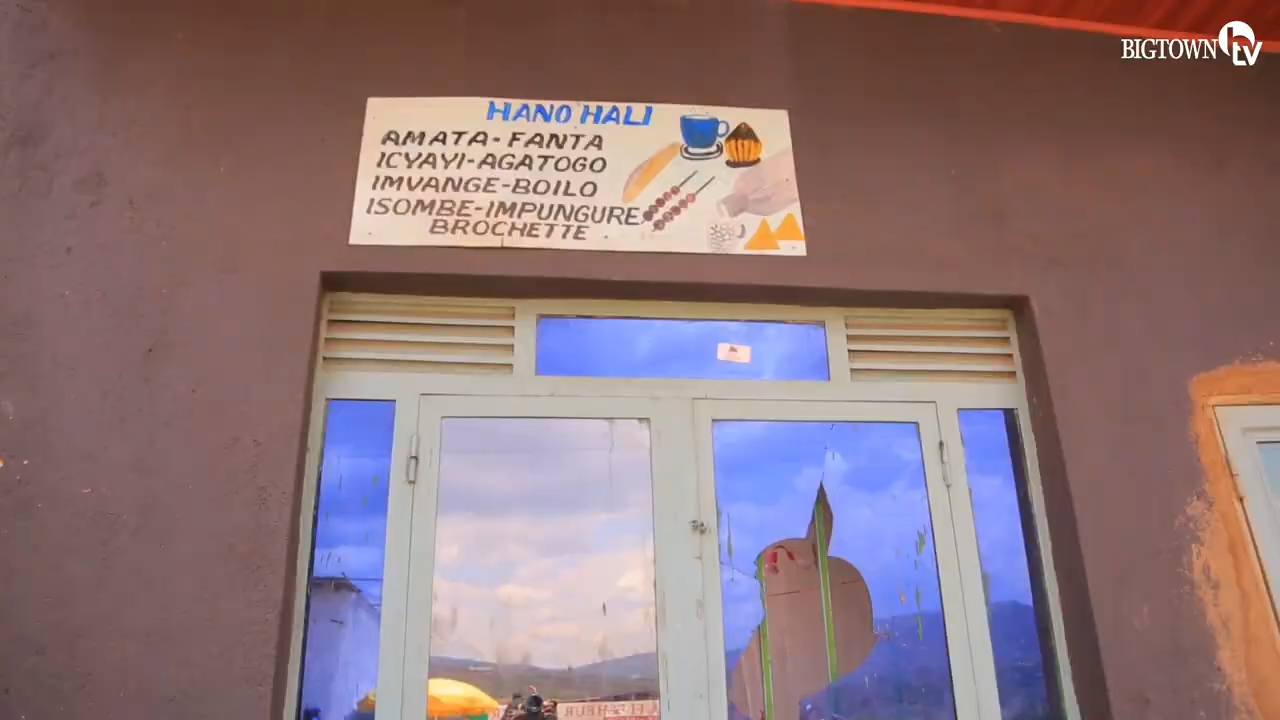 BIGTOWN tv
HANO HALI
AMATA-FANTA
ICYAYI-AGATOGO
IMVANGE-BOILO
ISOMBE-IMPUNGURE
BROCHETTE